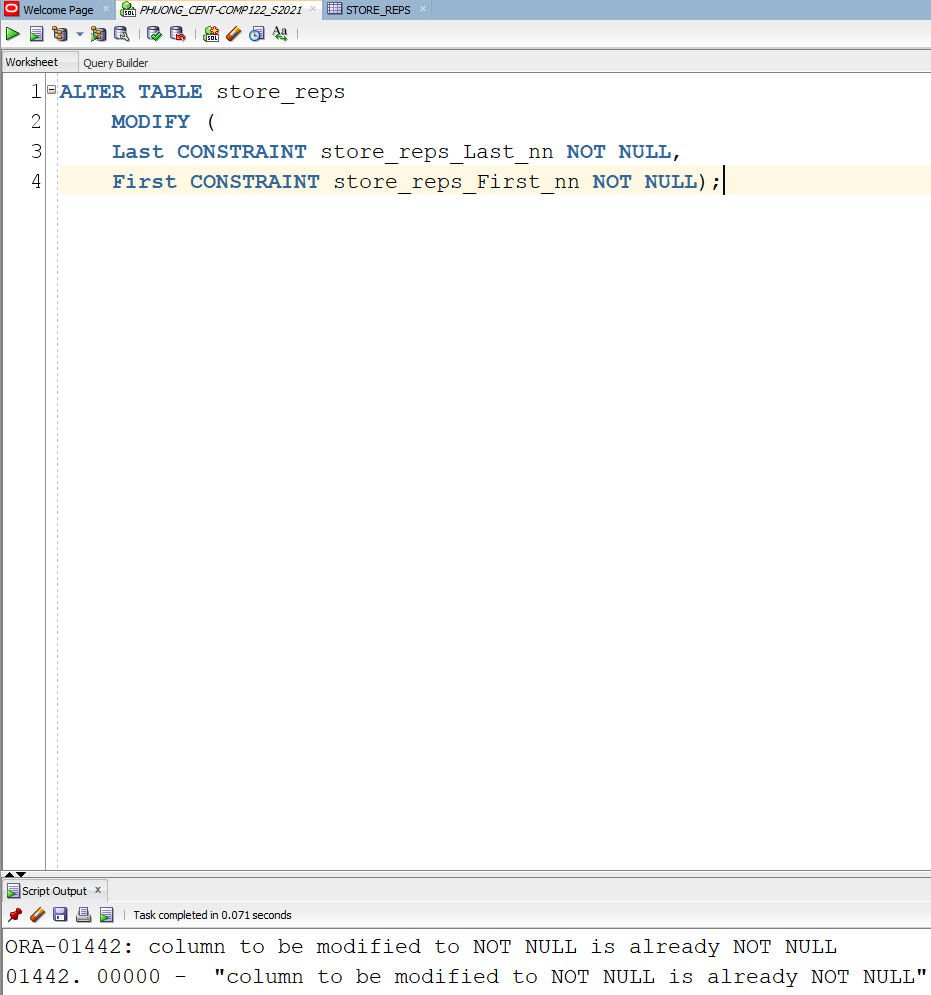 Welcome Page
PHUONG_CENT-COMP122_S2021
STORE_REPS
Worksheet
Query Builder
1 ALTER TABLE store_reps
2 MODIFY (
3 Last CONSTRAINT store_reps_Last_nn NOT NULL,
4 First CONSTRAINT store_reps_First_nn NOT NULL);
Script Output
Task completed in 0.071 seconds
ORA-01442: column to be modified to NOT NULL is already NOT NULL
01442. 00000 - "column to be modified to NOT NULL is already NOT NULL"